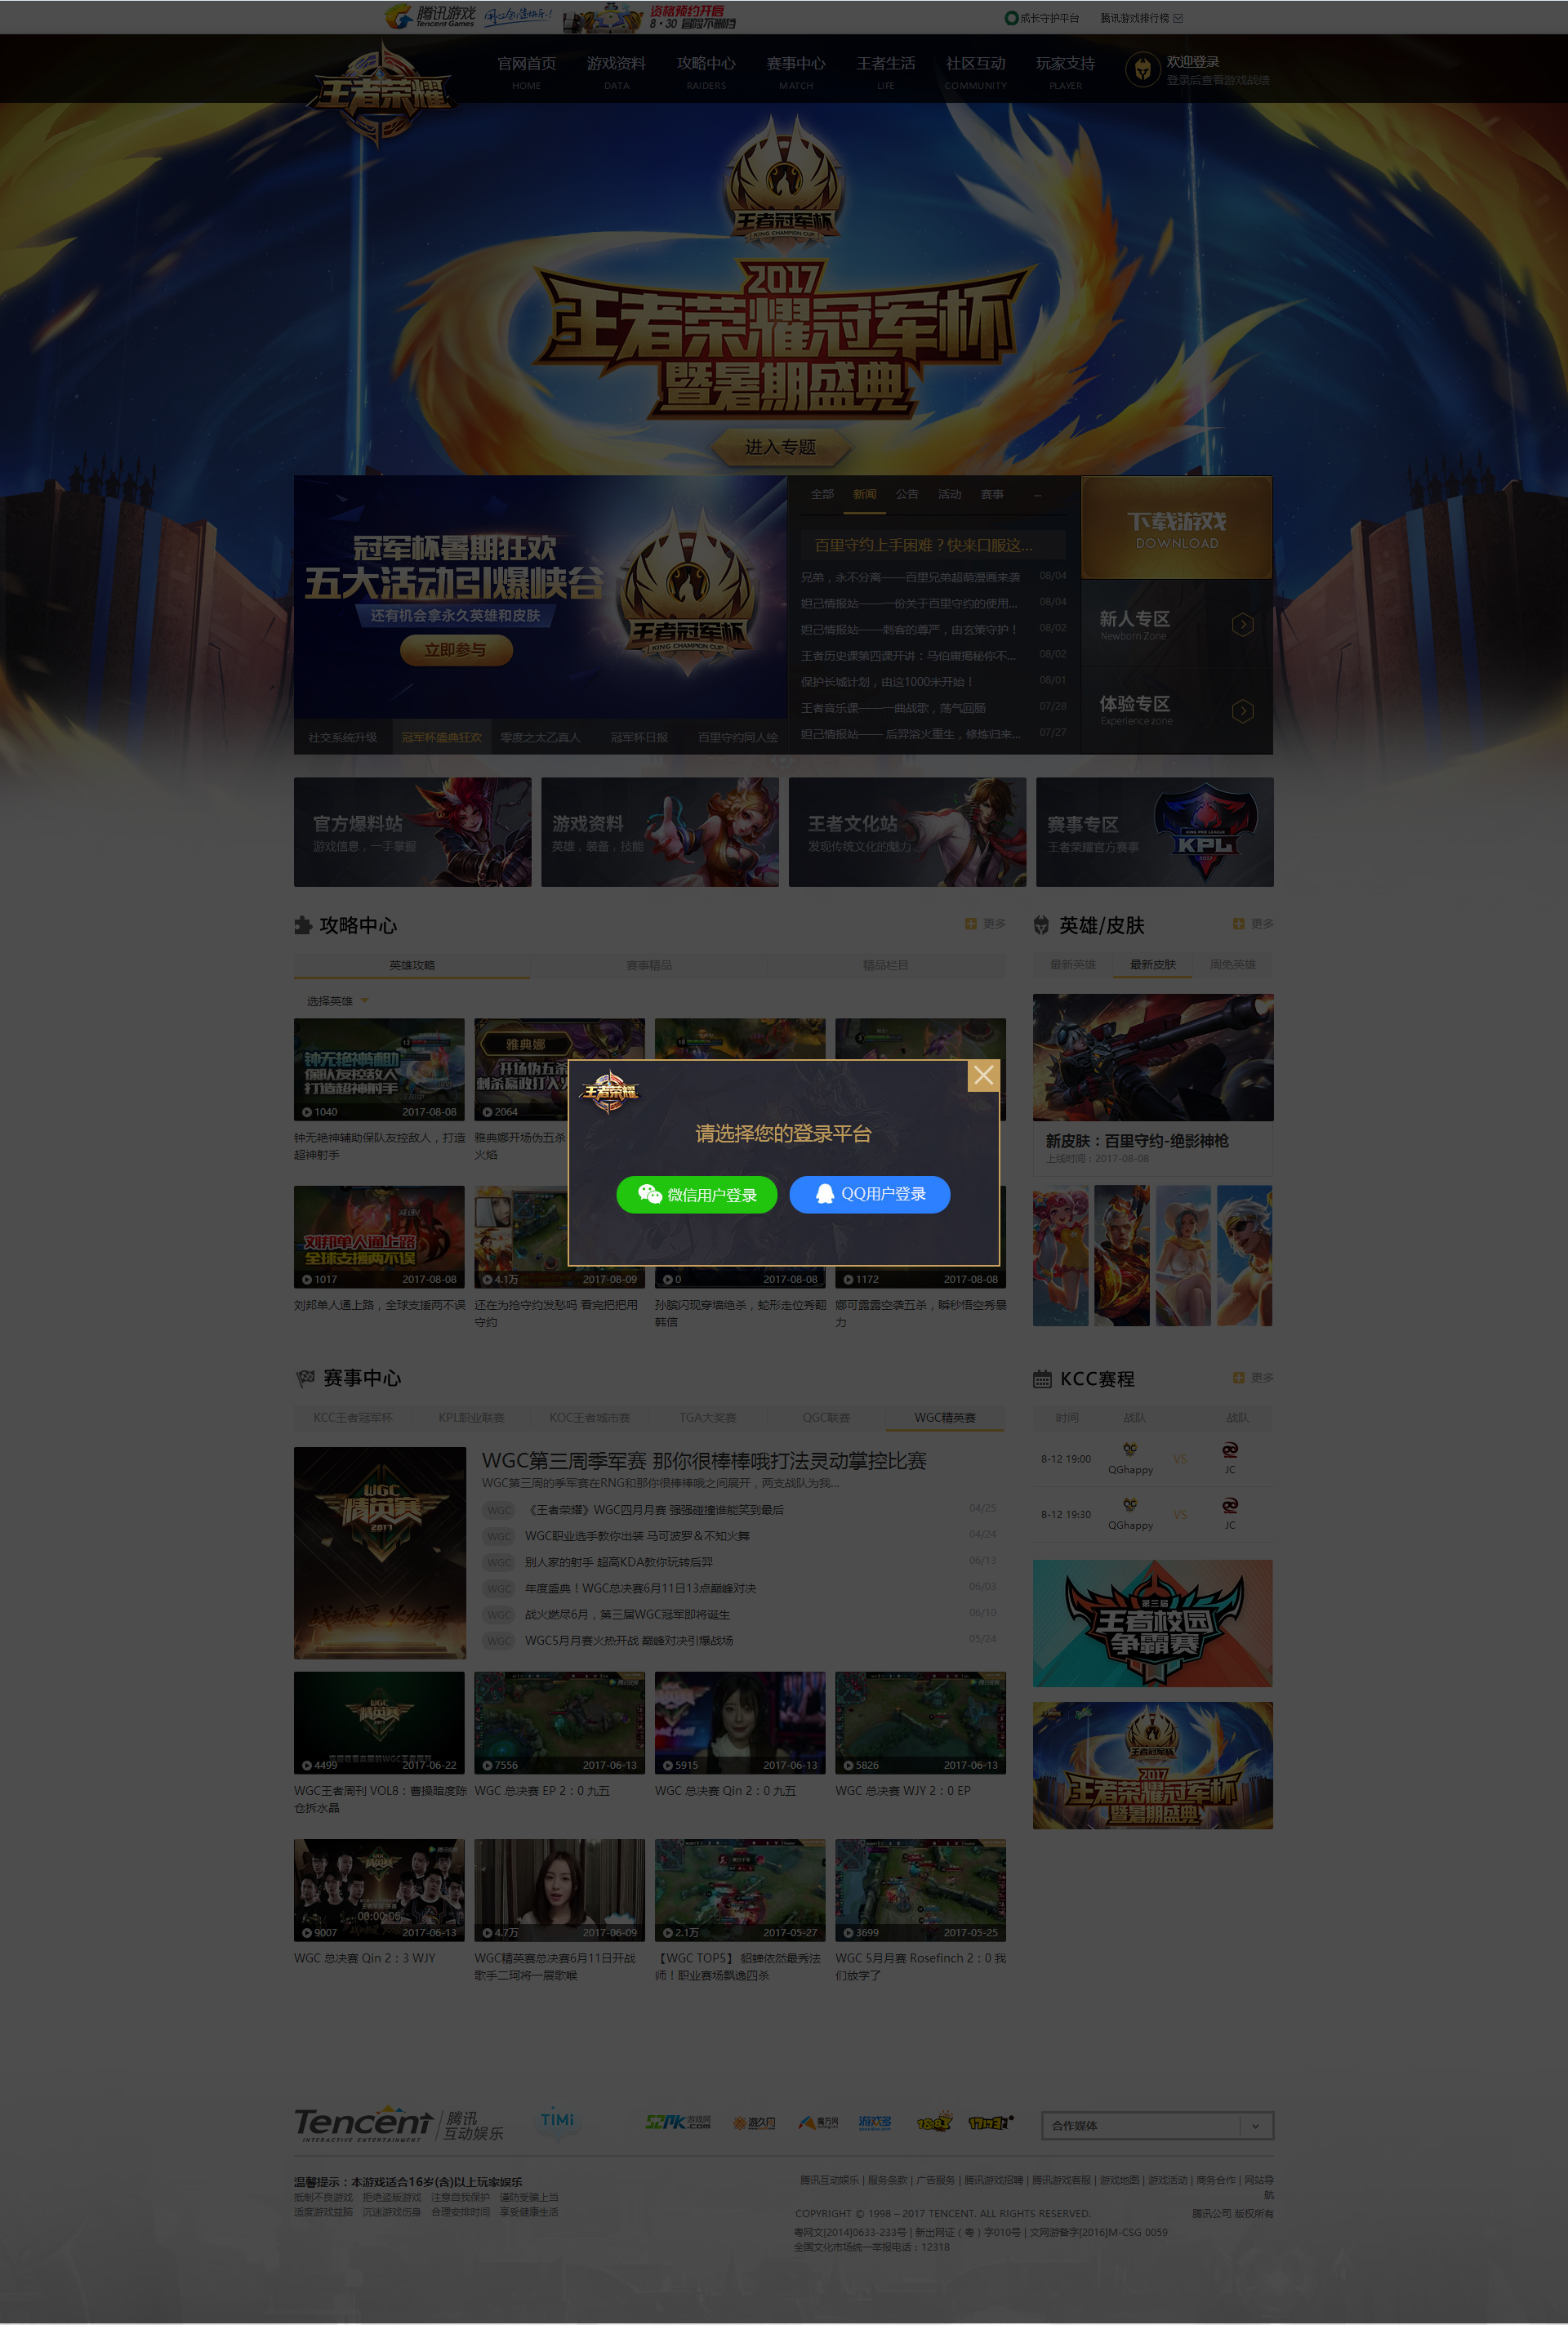 腾讯游戏
Tencent Games
用心创造快乐!
资格预约开启
8·30 冒险不删档
成长守护平台
腾讯游戏排行榜
王者荣耀
官网首页 游戏资料 攻略中心 赛事中心 王者生活 社区互动 玩家支持
HOME DATA RAIDERS MATCH LIFE COMMUNITY PLAYER
欢迎登录
登录后查看游戏战绩
王者冠军杯
KING CHAMPION CUP
2017
王者荣耀冠军杯
暨暑期盛典
进入专题
冠军杯暑期狂欢
五大活动引爆峡谷
还有机会拿永久英雄和皮肤
立即参与
王者冠军杯
KING CHAMPION CUP
社交系统升级 冠军杯盛典狂欢 零度之太乙真人 冠军杯日报 百里守约同人绘
全部 新闻 公告 活动 赛事 ...
百里守约上手困难？快来口服这...
兄弟，永不分离——百里兄弟超萌漫画来袭 08/04
妲己情报站——一份关于百里守约的使用... 08/04
妲己情报站——刺客的尊严，由玄策守护！ 08/02
王者历史课第四课开讲：马伯庸揭秘你不... 08/02
保护长城计划，由这1000米开始！ 08/01
王者音乐课——一曲战歌，荡气回肠 07/28
妲己情报站—— 后羿浴火重生，修炼归来... 07/27
下载游戏
DOWNLOAD
新人专区
Newborn Zone
体验专区
Experience zone
官方爆料站
游戏信息，一手掌握
游戏资料
英雄，装备，技能
王者文化站
发现传统文化的魅力
赛事专区
王者荣耀官方赛事
KING PRO LEAGUE
KPL
2017
攻略中心
更多
英雄攻略 赛事精品 精品栏目
选择英雄
钟无艳神辅助
保队友控敌人
打造超神射手
1040 2017-08-08
钟无艳神辅助保队友控敌人，打造
超神射手
雅典娜
开场伪五杀
2064
雅典娜开场伪五杀
火焰
王者荣耀
请选择您的登录平台
微信用户登录
QQ用户登录
刘邦单人通上路
全球支援两不误
1017 2017-08-08
刘邦单人通上路，全球支援两不误
4.1万 2017-08-09
还在为抢守约发愁吗 看完把把用
守约
0 2017-08-08
孙膑闪现穿墙绝杀，蛇形走位秀翻
韩信
1172 2017-08-08
娜可露露空袭五杀，瞬秒悟空秀暴
力
英雄/皮肤
更多
最新英雄 最新皮肤 周免英雄
新皮肤：百里守约-绝影神枪
上线时间：2017-08-08
赛事中心
KCC王者冠军杯 KPL职业联赛 KOC王者城市赛 TGA大奖赛 QGC联赛 WGC精英赛
WGC
精英赛
2017
WGC第三周季军赛 那你很棒棒哦打法灵动掌控比赛
WGC第三周的季军赛在RNG和那你很棒棒哦之间展开，两支战队为我...
WGC 《王者荣耀》WGC四月月赛 强强碰撞谁能笑到最后 04/25
WGC WGC职业选手教你出装 马可波罗＆不知火舞 04/24
WGC 别人家的射手 超高KDA教你玩转后羿 06/13
WGC 年度盛典！WGC总决赛6月11日13点巅峰对决 06/03
WGC 战火燃尽6月，第三届WGC冠军即将诞生 06/10
WGC WGC5月月赛火热开战 巅峰对决引爆战场 05/24
4499 2017-06-22
WGC王者周刊 VOL8：曹操暗度陈
仓拆水晶
7556 2017-06-13
WGC 总决赛 EP 2：0 九五
5915 2017-06-13
WGC 总决赛 Qin 2：0 九五
5826 2017-06-13
WGC 总决赛 WJY 2：0 EP
9007 2017-06-13
WGC 总决赛 Qin 2：3 WJY
4.7万 2017-06-09
WGC精英赛总决赛6月11日开战
歌手二珂将一展歌喉
2.1万 2017-05-27
【WGC TOP5】 貂蝉依然最秀法
师！职业赛场飘逸四杀
3699 2017-05-25
WGC 5月月赛 Rosefinch 2：0 我
们放学了
KCC赛程
更多
时间 战队 战队
8-12 19:00 QGhappy VS JC
8-12 19:30 QGhappy VS JC
第三届
王者校园
争霸赛
王者冠军杯
2017
王者荣耀冠军杯
暨暑期盛典
Tencent 腾讯
INTERACTIVE ENTERTAINMENT 互动娱乐
TiMi
52PK游戏网
.com
游久网
魔方网
游戏多
18183
17173
合作媒体
温馨提示：本游戏适合16岁(含)以上玩家娱乐
抵制不良游戏 拒绝盗版游戏 注意自我保护 谨防受骗上当
适度游戏益脑 沉迷游戏伤身 合理安排时间 享受健康生活
腾讯互动娱乐 | 服务条款 | 广告服务 | 腾讯游戏招聘 | 腾讯游戏客服 | 游戏地图 | 游戏活动 | 商务合作 | 网站导
航
COPYRIGHT © 1998 – 2017 TENCENT. ALL RIGHTS RESERVED. 腾讯公司 版权所有
粤网文[2014]0633-233号 | 新出网证（粤）字010号 | 文网游备字[2016]M-CSG 0059
全国文化市场统一举报电话：12318